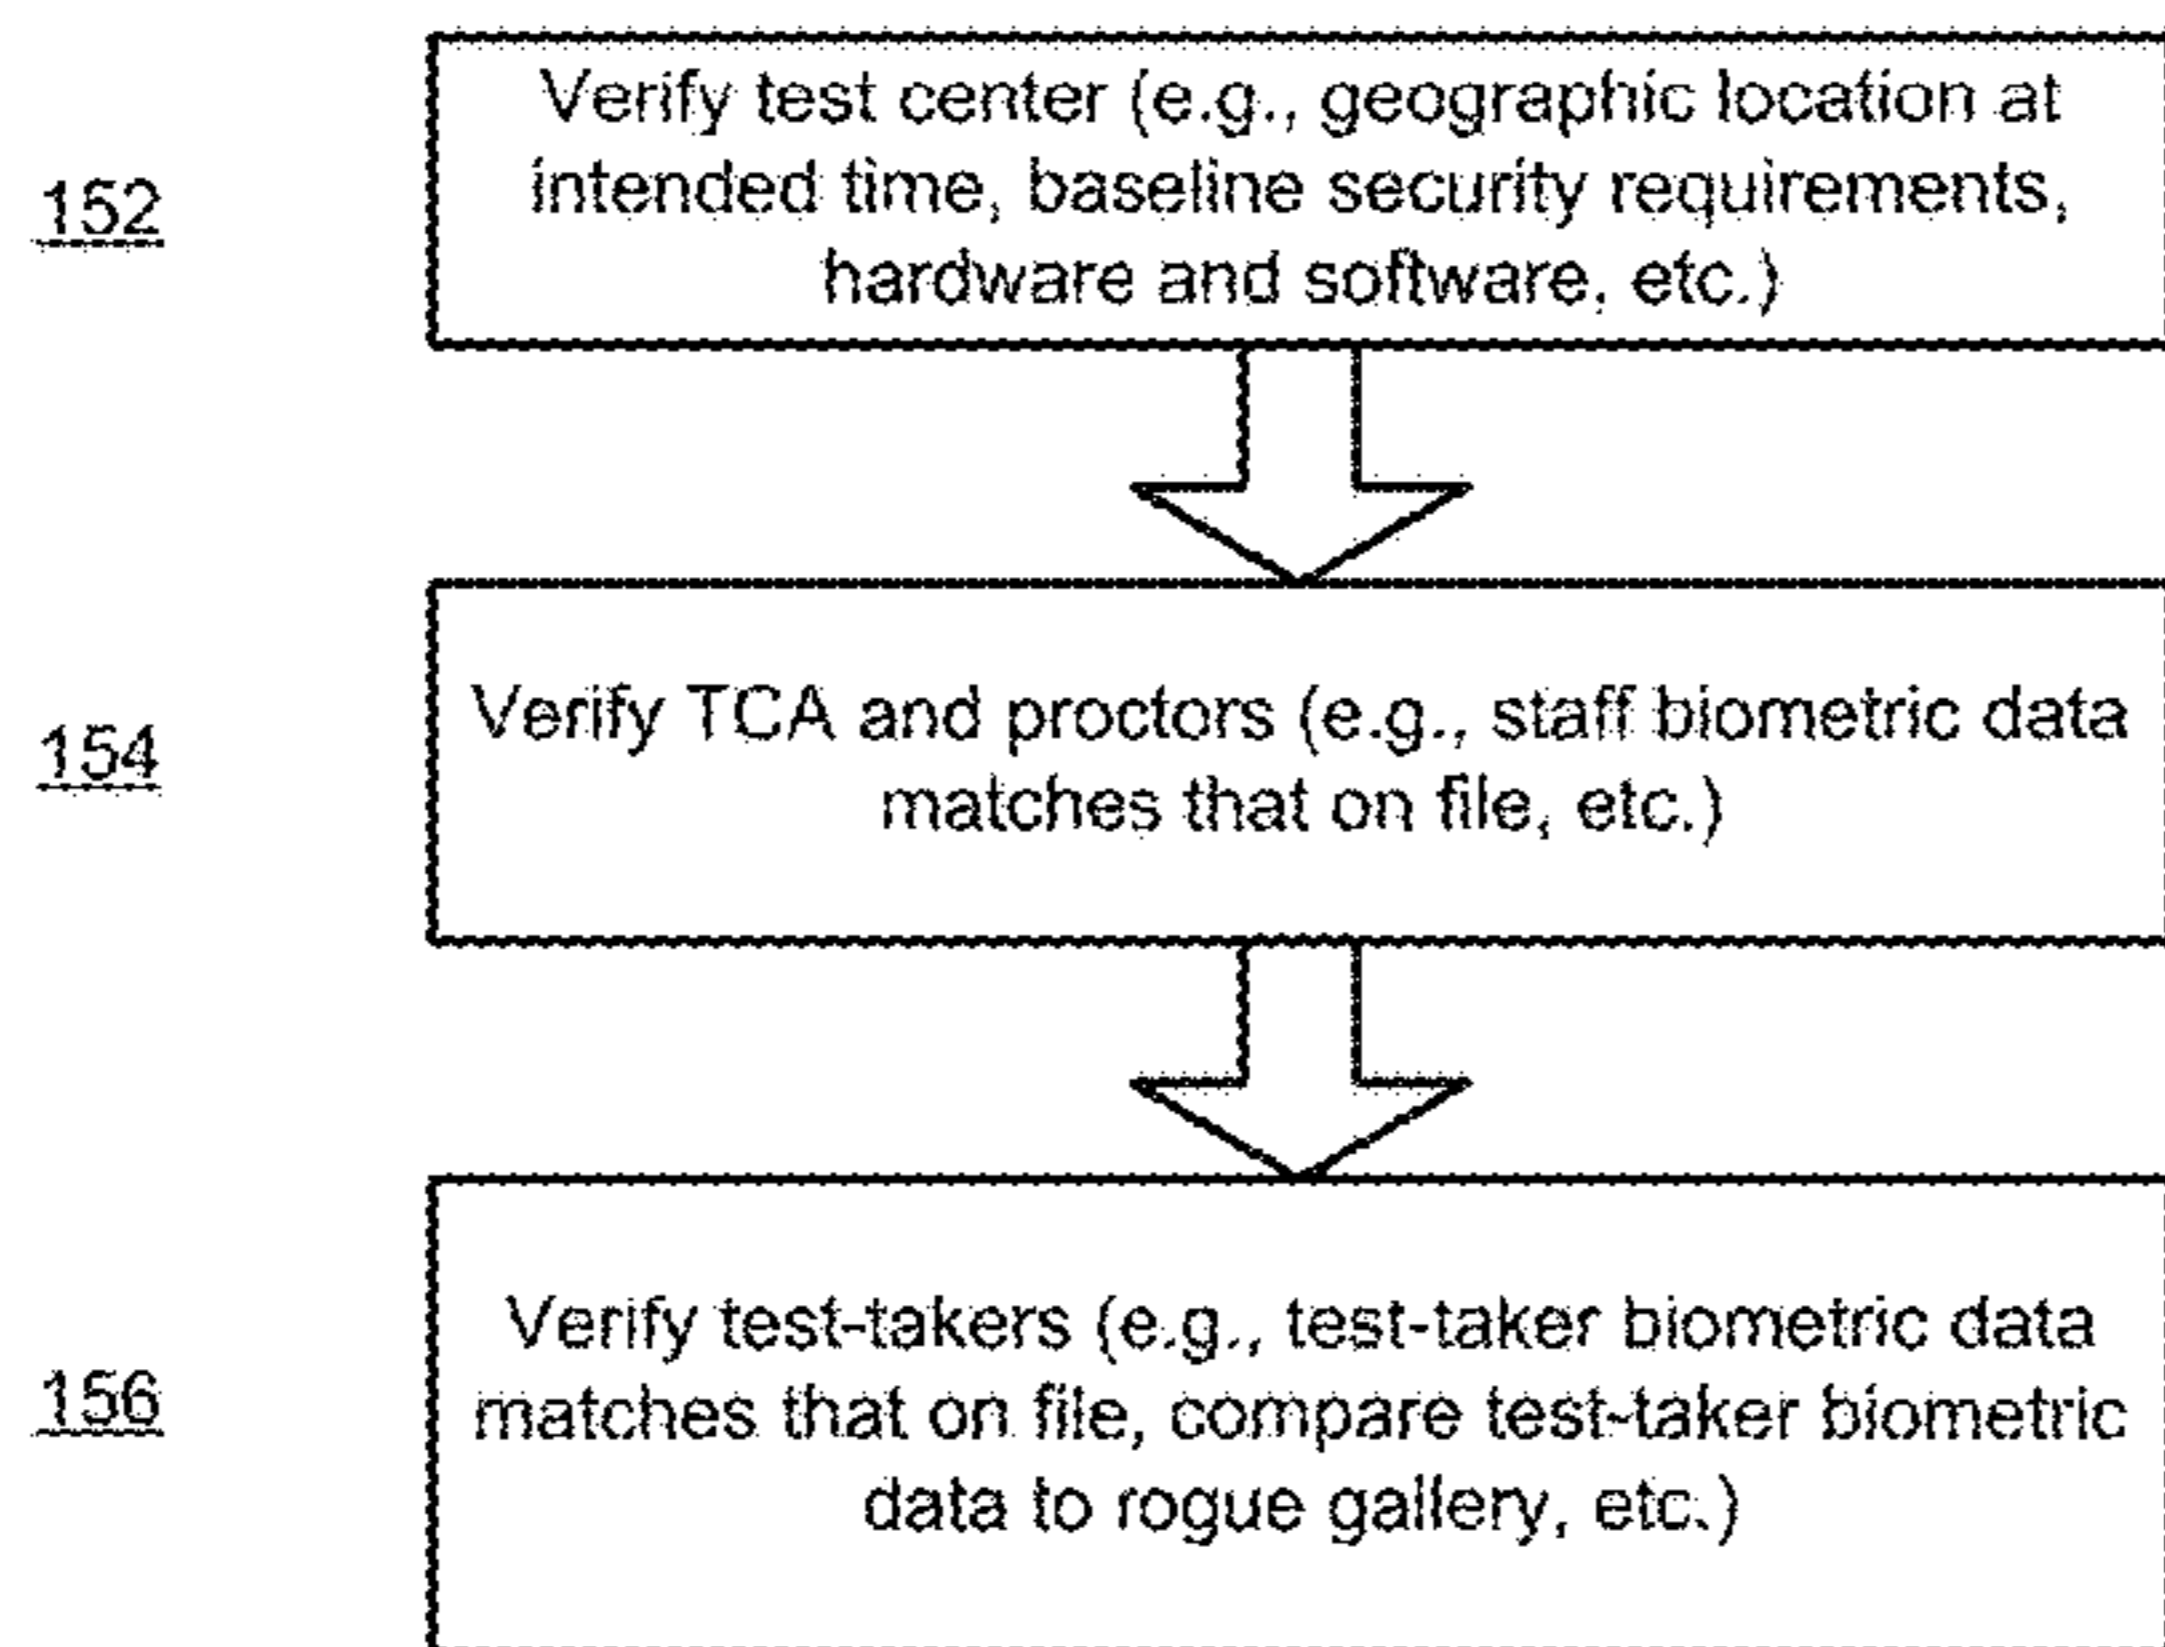 152
Verify test center (e.g., geographic location at
intended time, baseline security requirements,
hardware and software, etc.)
154
Verify TCA and proctors (e.g., staff biometric data
matches that on file, etc.)
156
Verify test-takers (e.g., test-taker biometric data
matches that on file, compare test-taker biometric
data to rogue gallery, etc.)